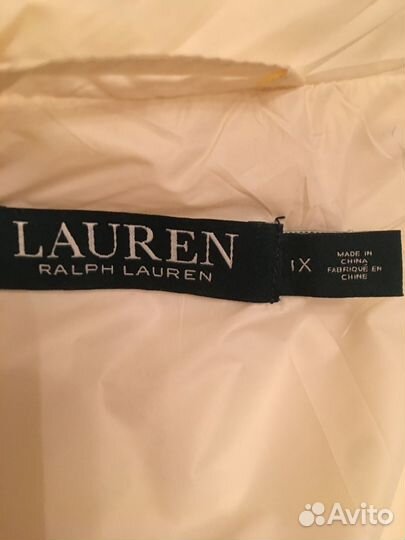 LAUREN
RALPH LAUREN
1X
MADE IN
CHINA
FABRIQUÉ EN
CHINE
Avito